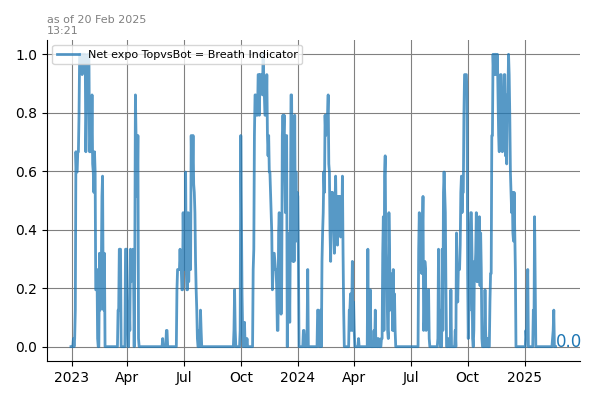 as of 20 Feb 2025
13:21
Net expo TopvsBot = Breath Indicator
1.0
0.8
0.6
0.4
0.2
0.0
0.0
2023 Apr Jul Oct 2024 Apr Jul Oct 2025